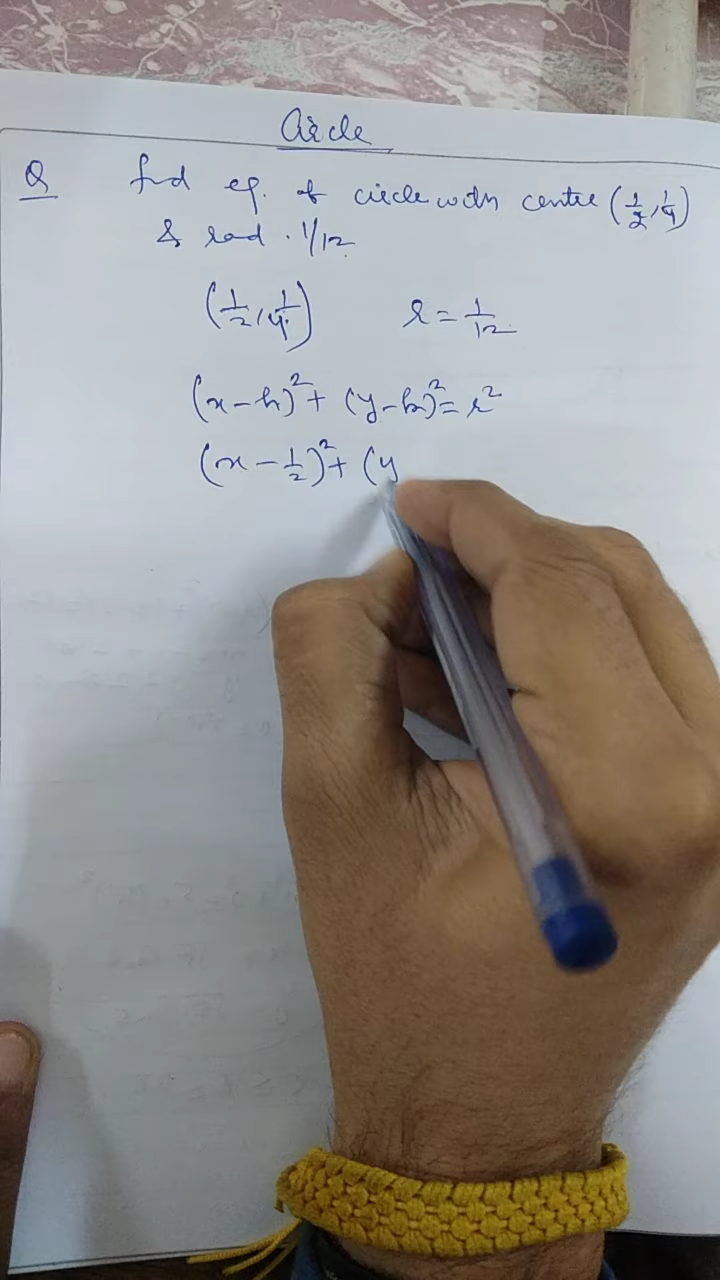 Circle
Q find eq. of circle with centre (1/2, 1/4)
& rad. 1/12
(1/2, 1/4) r = 1/12
(x-h)²+ (y-k)²= r²
(x - 1/2)²+ (y